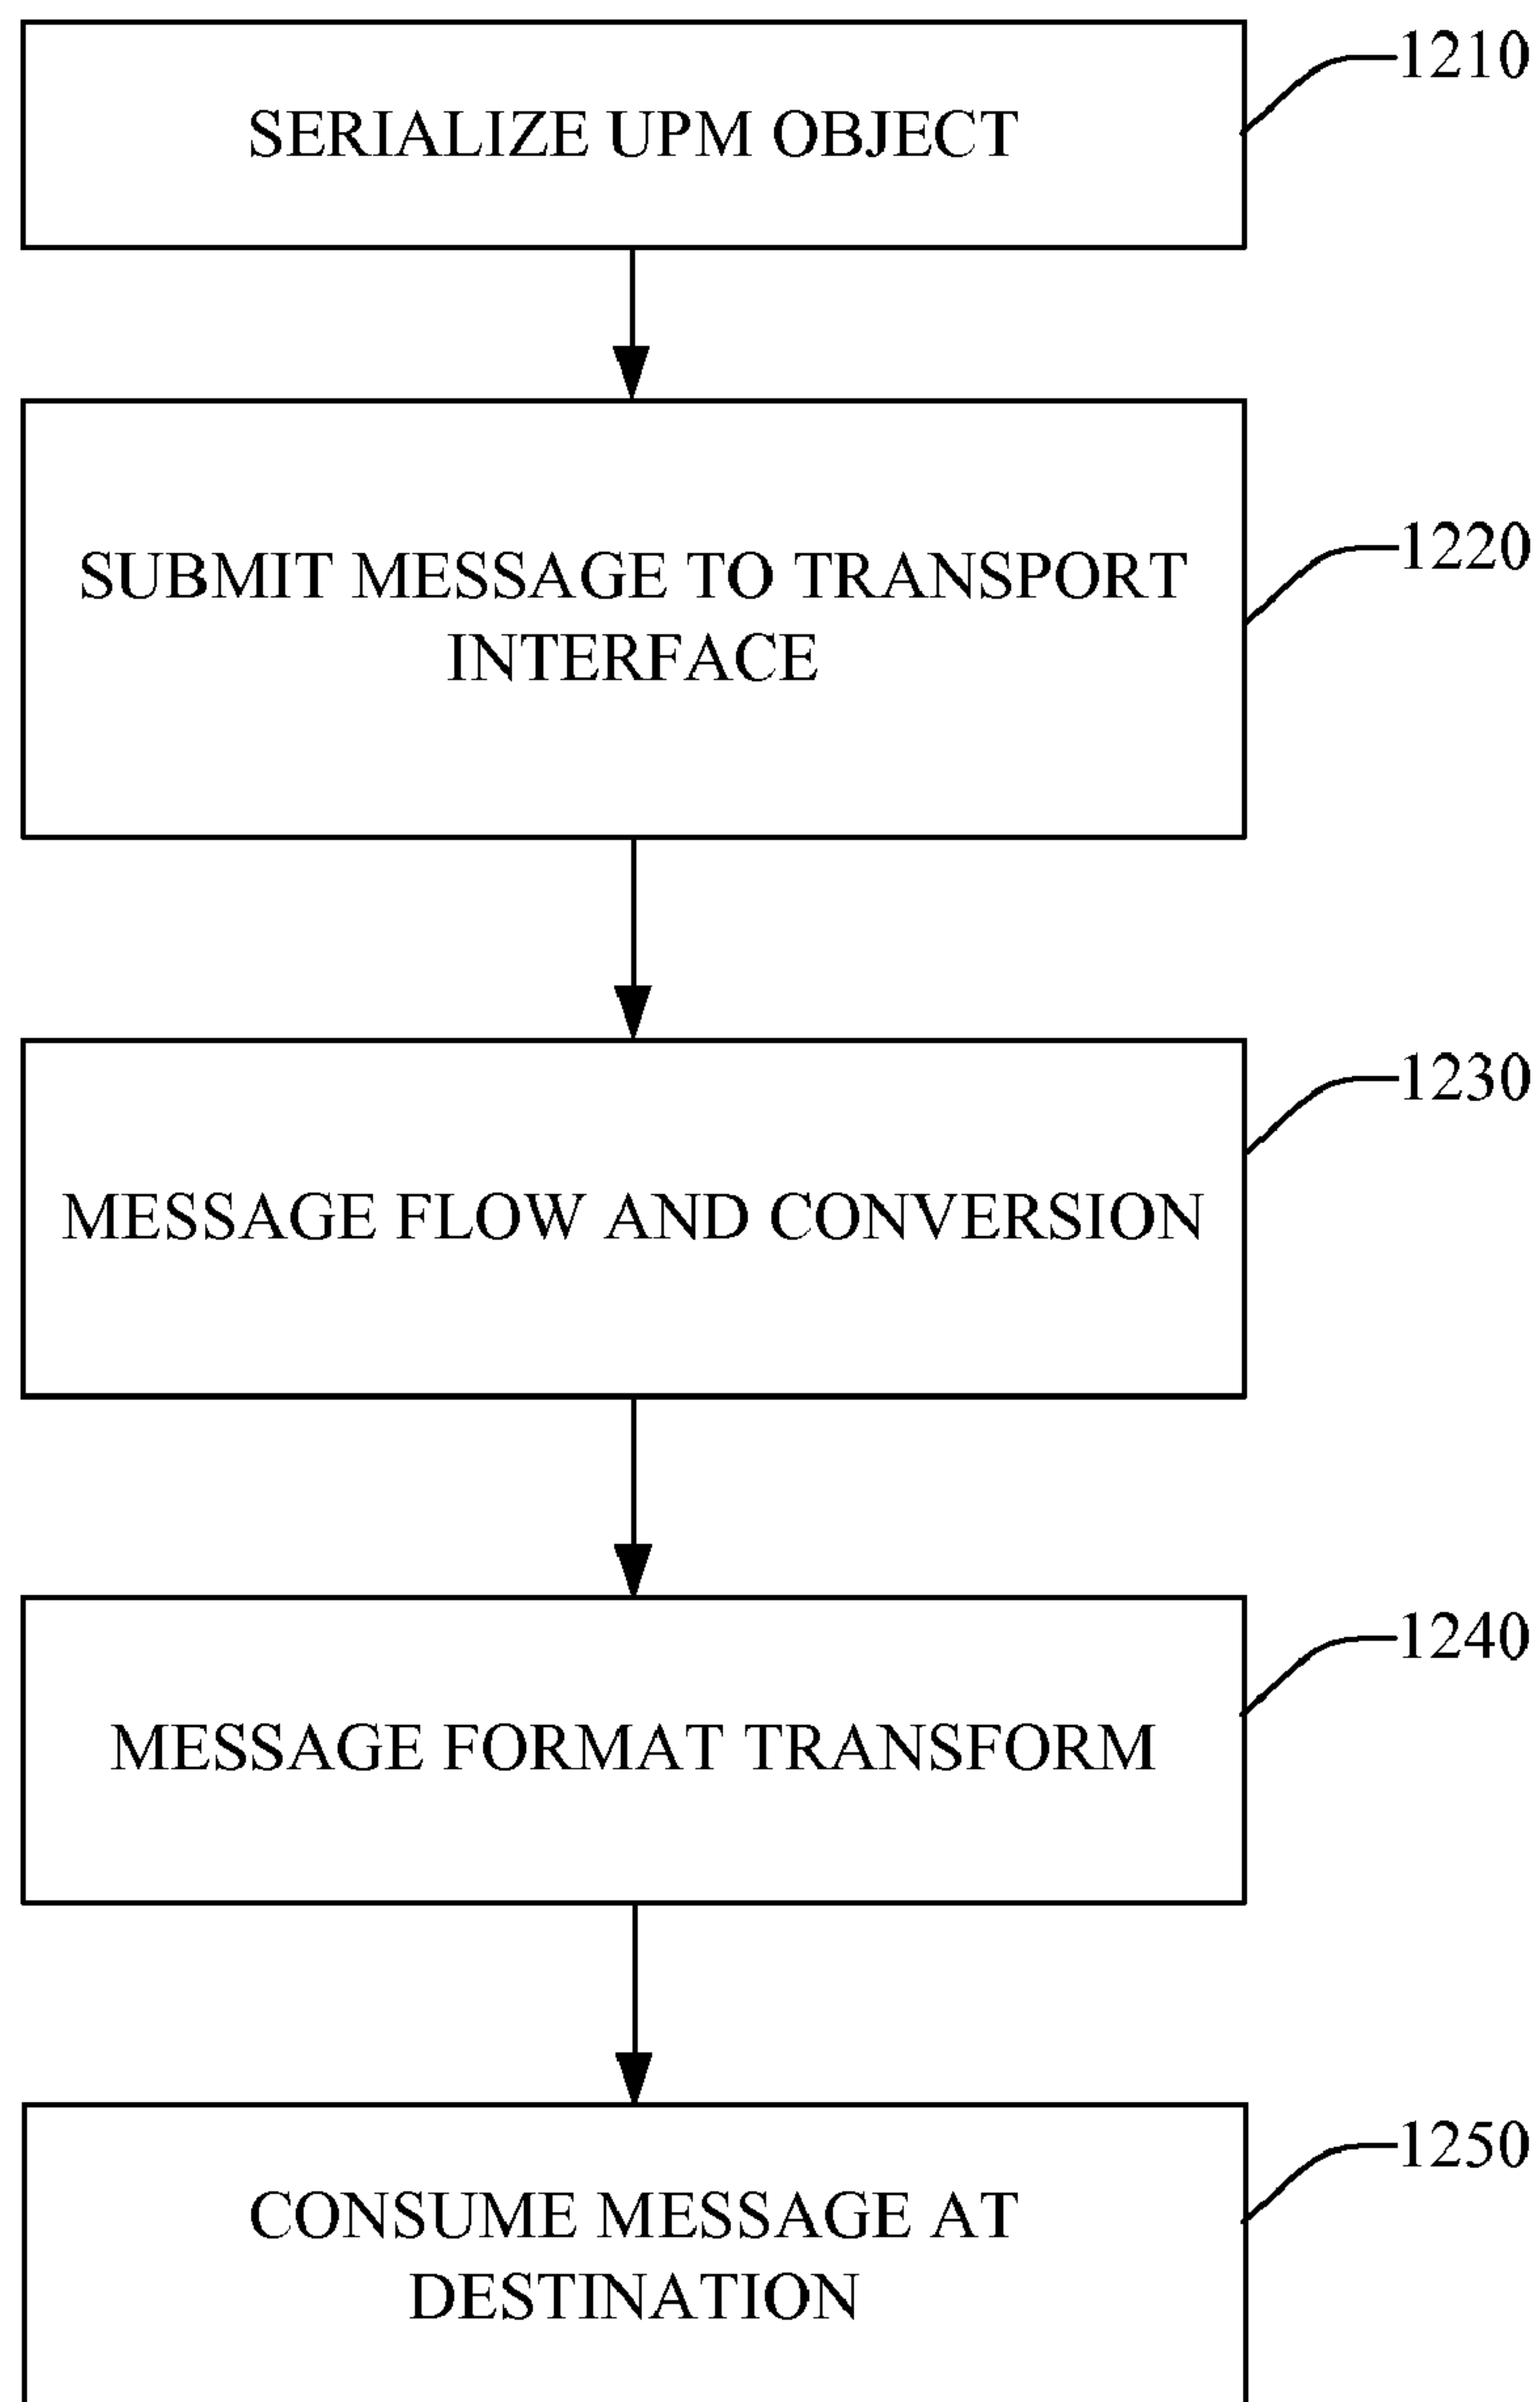 SERIALIZE UPM OBJECT
1210
SUBMIT MESSAGE TO TRANSPORT
INTERFACE
1220
MESSAGE FLOW AND CONVERSION
1230
MESSAGE FORMAT TRANSFORM
1240
CONSUME MESSAGE AT
DESTINATION
1250